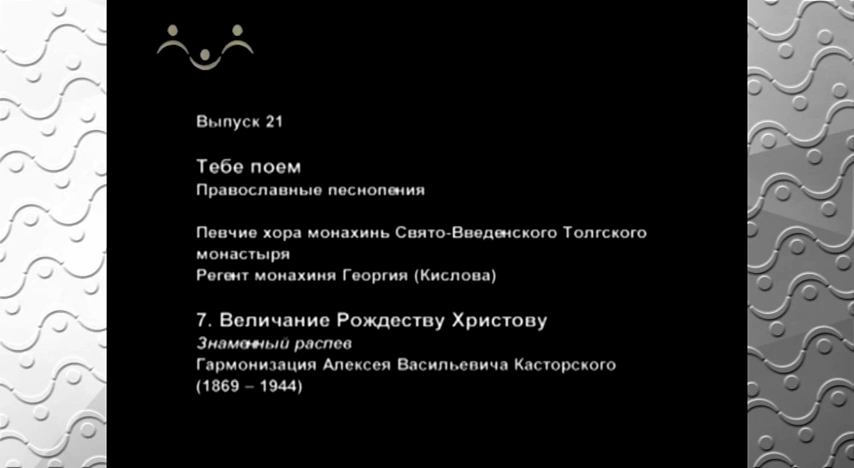 Выпуск 21
Тебе поем
Православные песнопения
Певчие хора монахинь Свято-Введенского Толгского
монастыря
Регент монахиня Георгия (Кислова)
7. Величание Рождеству Христову
Знаменный распев
Гармонизация Алексея Васильевича Касторского
(1869 – 1944)